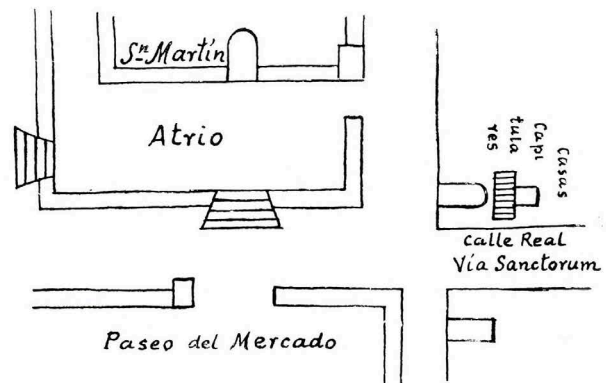 Sn Martín
Atrio
Casas
Capi
tula
res
Calle Real
Vía Sanctorum
Paseo del Mercado